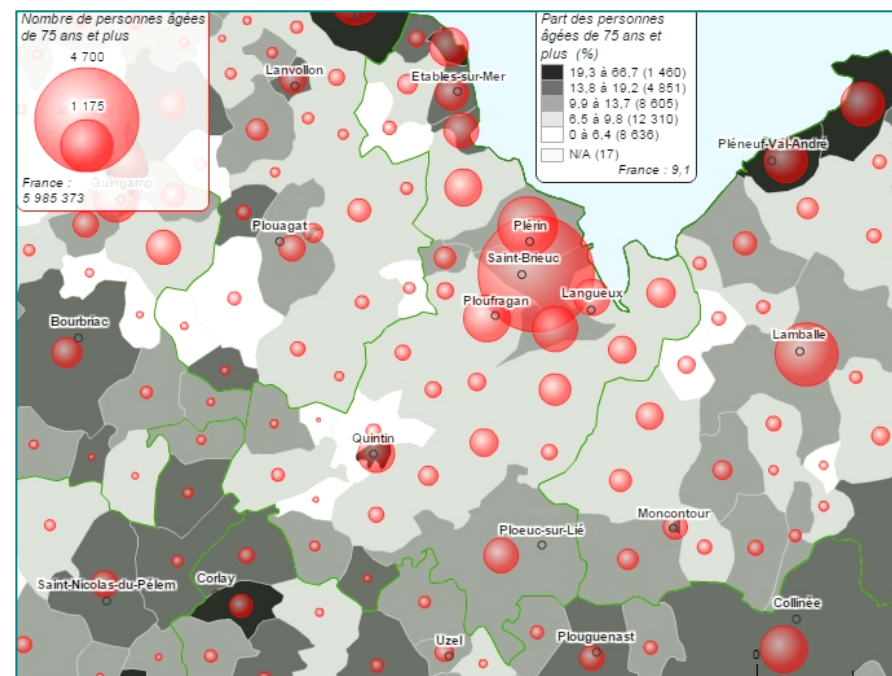 Nombre de personnes âgées
de 75 ans et plus
4 700
1 175
France :
5 985 373
Part des personnes
âgées de 75 ans et
plus (%)
19,3 à 66,7 (1 460)
13,8 à 19,2 (4 851)
9,9 à 13,7 (8 605)
6,5 à 9,8 (12 310)
0 à 6,4 (8 636)
N/A (17)
France : 9,1
Lanvollon
Etables-sur-Mer
Pléneuf-Val-André
Guingamp
Plouagat
Plérin
Saint-Brieuc
Langueux
Ploufragan
Bourbriac
Lamballe
Quintin
Moncontour
Ploeuc-sur-Lié
Saint-Nicolas-du-Pélem
Corlay
Collinée
Uzel
Plouguenast
0